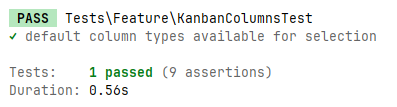 PASS Tests\Feature\KanbanColumnsTest
✓ default column types available for selection
Tests: 1 passed (9 assertions)
Duration: 0.56s